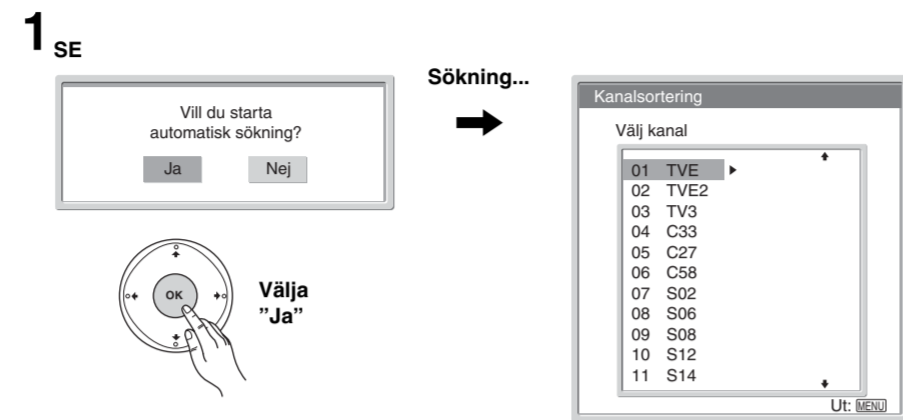 1 SE
Vill du starta
automatisk sökning?
Ja Nej
OK
Välja
”Ja”
Sökning...
Kanalsortering
Välj kanal
01 TVE
02 TVE2
03 TV3
04 C33
05 C27
06 C58
07 S02
08 S06
09 S08
10 S12
11 S14
Ut: MENU